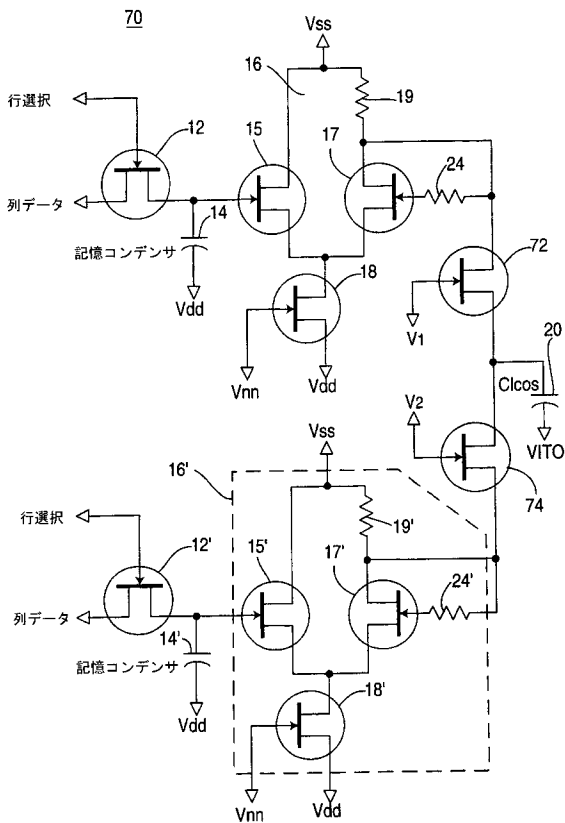 70
Vss
16
19
行選択
12
15
17
24
列データ
14
記憶コンデンサ
Vdd
18
72
V1
20
Vnn
Vdd
Clcos
V2
VITO
Vss
74
16'
行選択
12'
15'
19'
17'
24'
列データ
14'
記憶コンデンサ
Vdd
18'
Vnn
Vdd